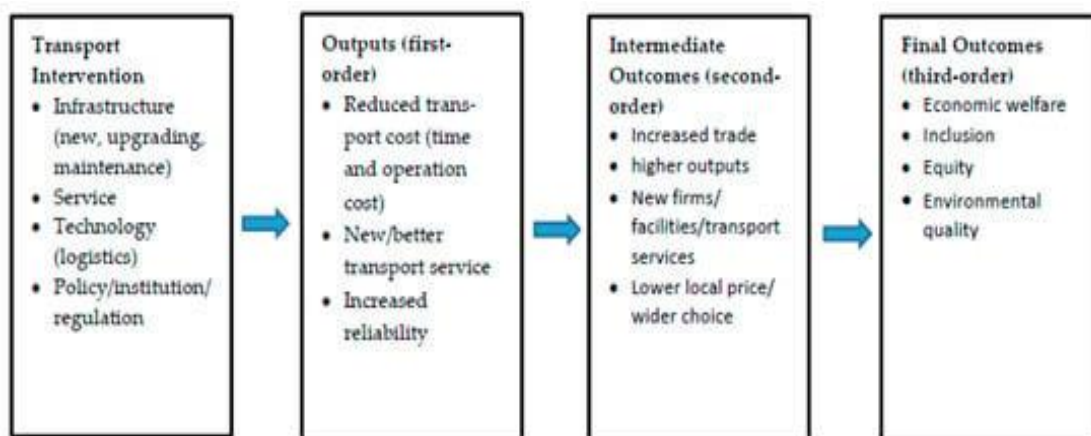 Transport
Intervention
• Infrastructure
(new, upgrading,
maintenance)
• Service
• Technology
(logistics)
• Policy/institution/
regulation
Outputs (first-
order)
• Reduced trans-
port cost (time
and operation
cost)
• New/better
transport service
• Increased
reliability
Intermediate
Outcomes (second-
order)
• Increased trade
• higher outputs
• New firms/
facilities/transport
services
• Lower local price/
wider choice
Final Outcomes
(third-order)
• Economic welfare
• Inclusion
• Equity
• Environmental
quality